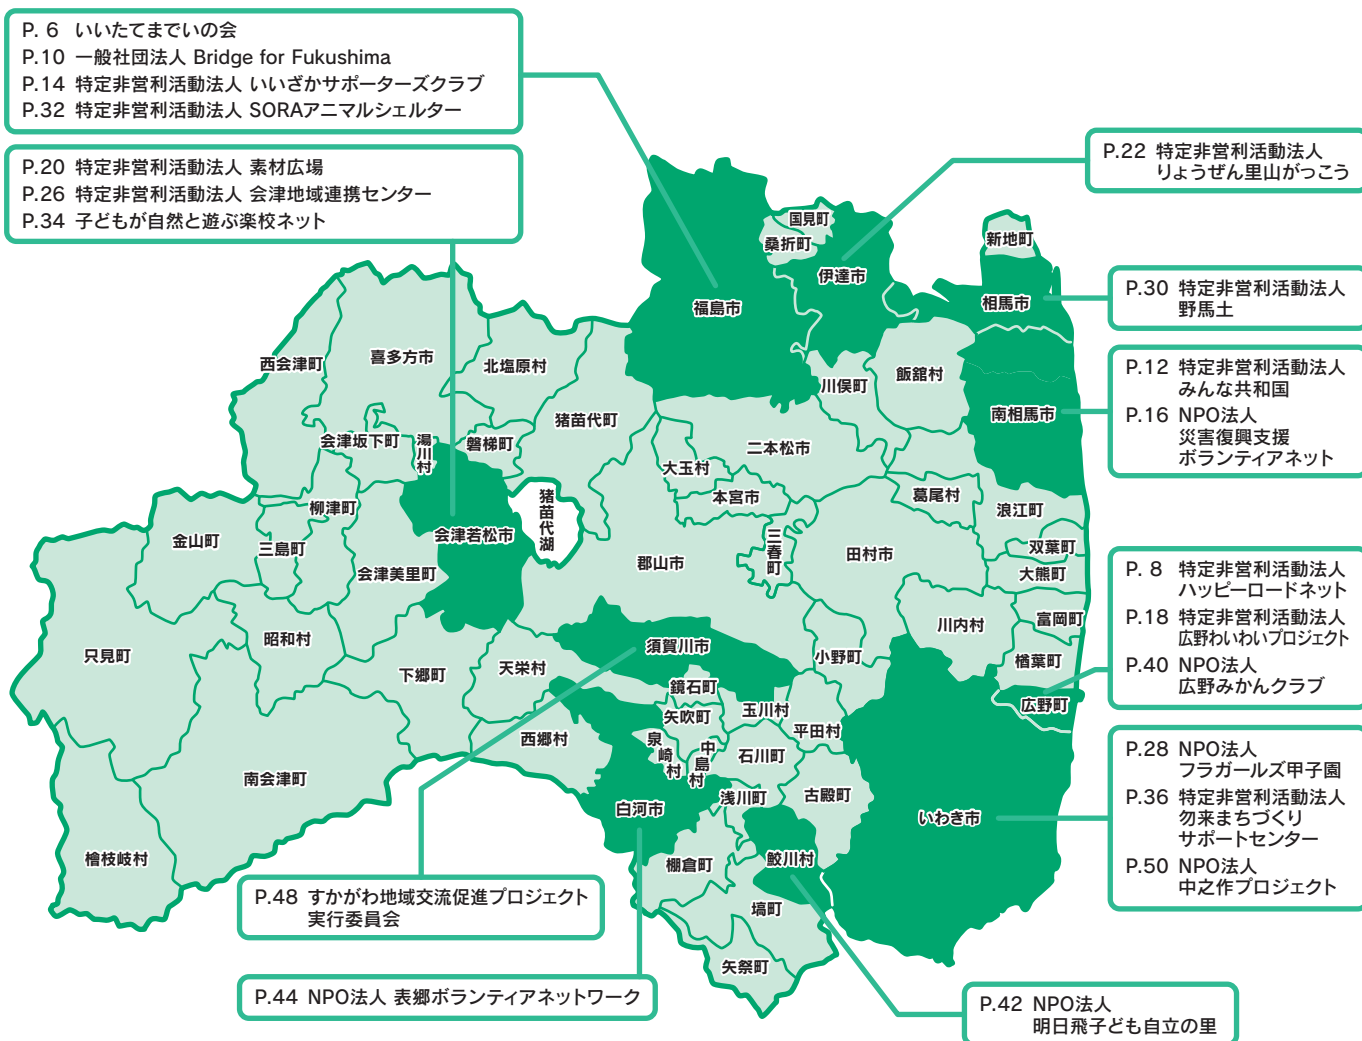 P. 6 いいたてまでいの会
P.10 一般社団法人 Bridge for Fukushima
P.14 特定非営利活動法人 いいざかサポーターズクラブ
P.32 特定非営利活動法人 SORAアニマルシェルター
P.20 特定非営利活動法人 素材広場
P.26 特定非営利活動法人 会津地域連携センター
P.34 子どもが自然と遊ぶ楽校ネット
P.22 特定非営利活動法人
りょうぜん里山がっこう
P.30 特定非営利活動法人
野馬土
P.12 特定非営利活動法人
みんな共和国
P.16 NPO法人
災害復興支援
ボランティアネット
P. 8 特定非営利活動法人
ハッピーロードネット
P.18 特定非営利活動法人
広野わいわいプロジェクト
P.40 NPO法人
広野みかんクラブ
P.28 NPO法人
フラガールズ甲子園
P.36 特定非営利活動法人
勿来まちづくり
サポートセンター
P.50 NPO法人
中之作プロジェクト
P.48 すかがわ地域交流促進プロジェクト
実行委員会
P.44 NPO法人 表郷ボランティアネットワーク
P.42 NPO法人
明日飛子ども自立の里
国見町
桑折町
新地町
伊達市
福島市
相馬市
西会津町
喜多方市
北塩原村
川俣町
飯舘村
南相馬市
猪苗代町
会津坂下町
湯川村
磐梯町
二本松市
大玉村
本宮市
葛尾村
浪江町
柳津町
猪苗代湖
会津若松市
金山町
三島町
会津美里町
郡山市
三春町
田村市
双葉町
大熊町
富岡町
川内村
昭和村
只見町
下郷町
天栄村
須賀川市
小野町
楢葉町
広野町
鏡石町
玉川村
矢吹町
平田村
西郷村
泉崎村
中島村
石川町
南会津町
白河市
浅川町
古殿町
いわき市
檜枝岐村
棚倉町
鮫川村
塙町
矢祭町